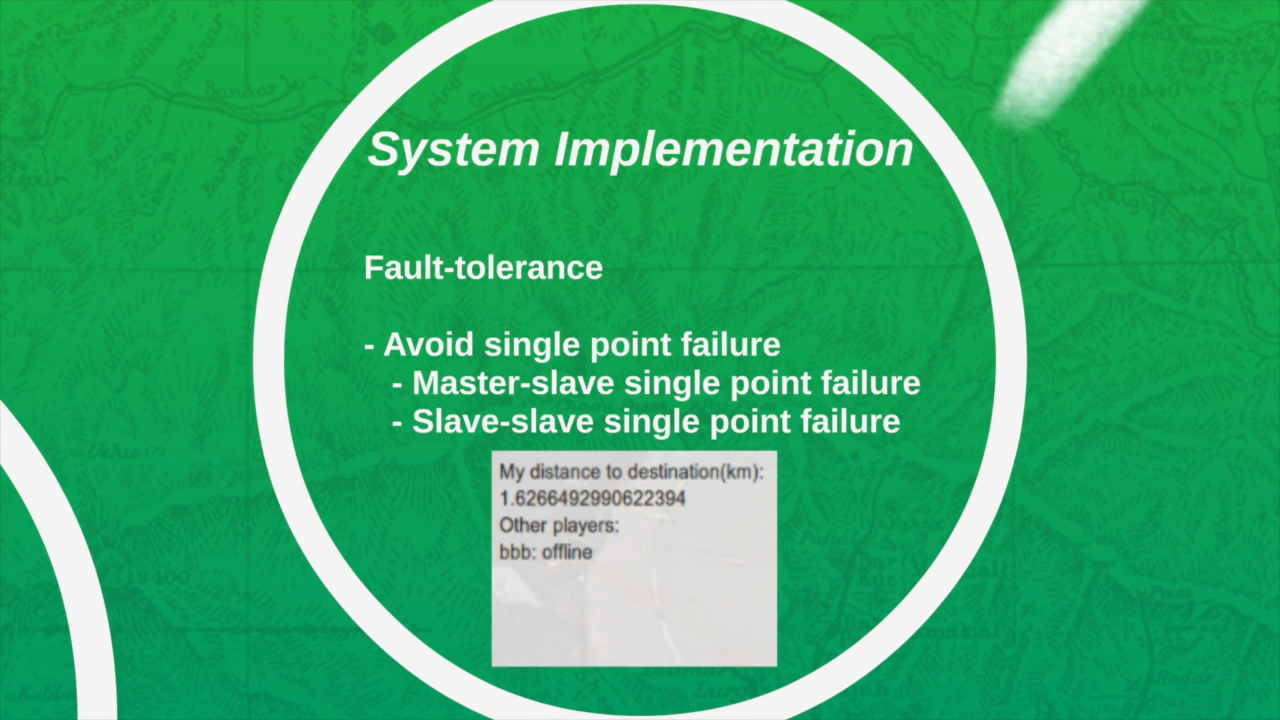 System Implementation
Fault-tolerance
- Avoid single point failure
- Master-slave single point failure
- Slave-slave single point failure
My distance to destination(km):
1.6266492990622394
Other players:
bbb: offline